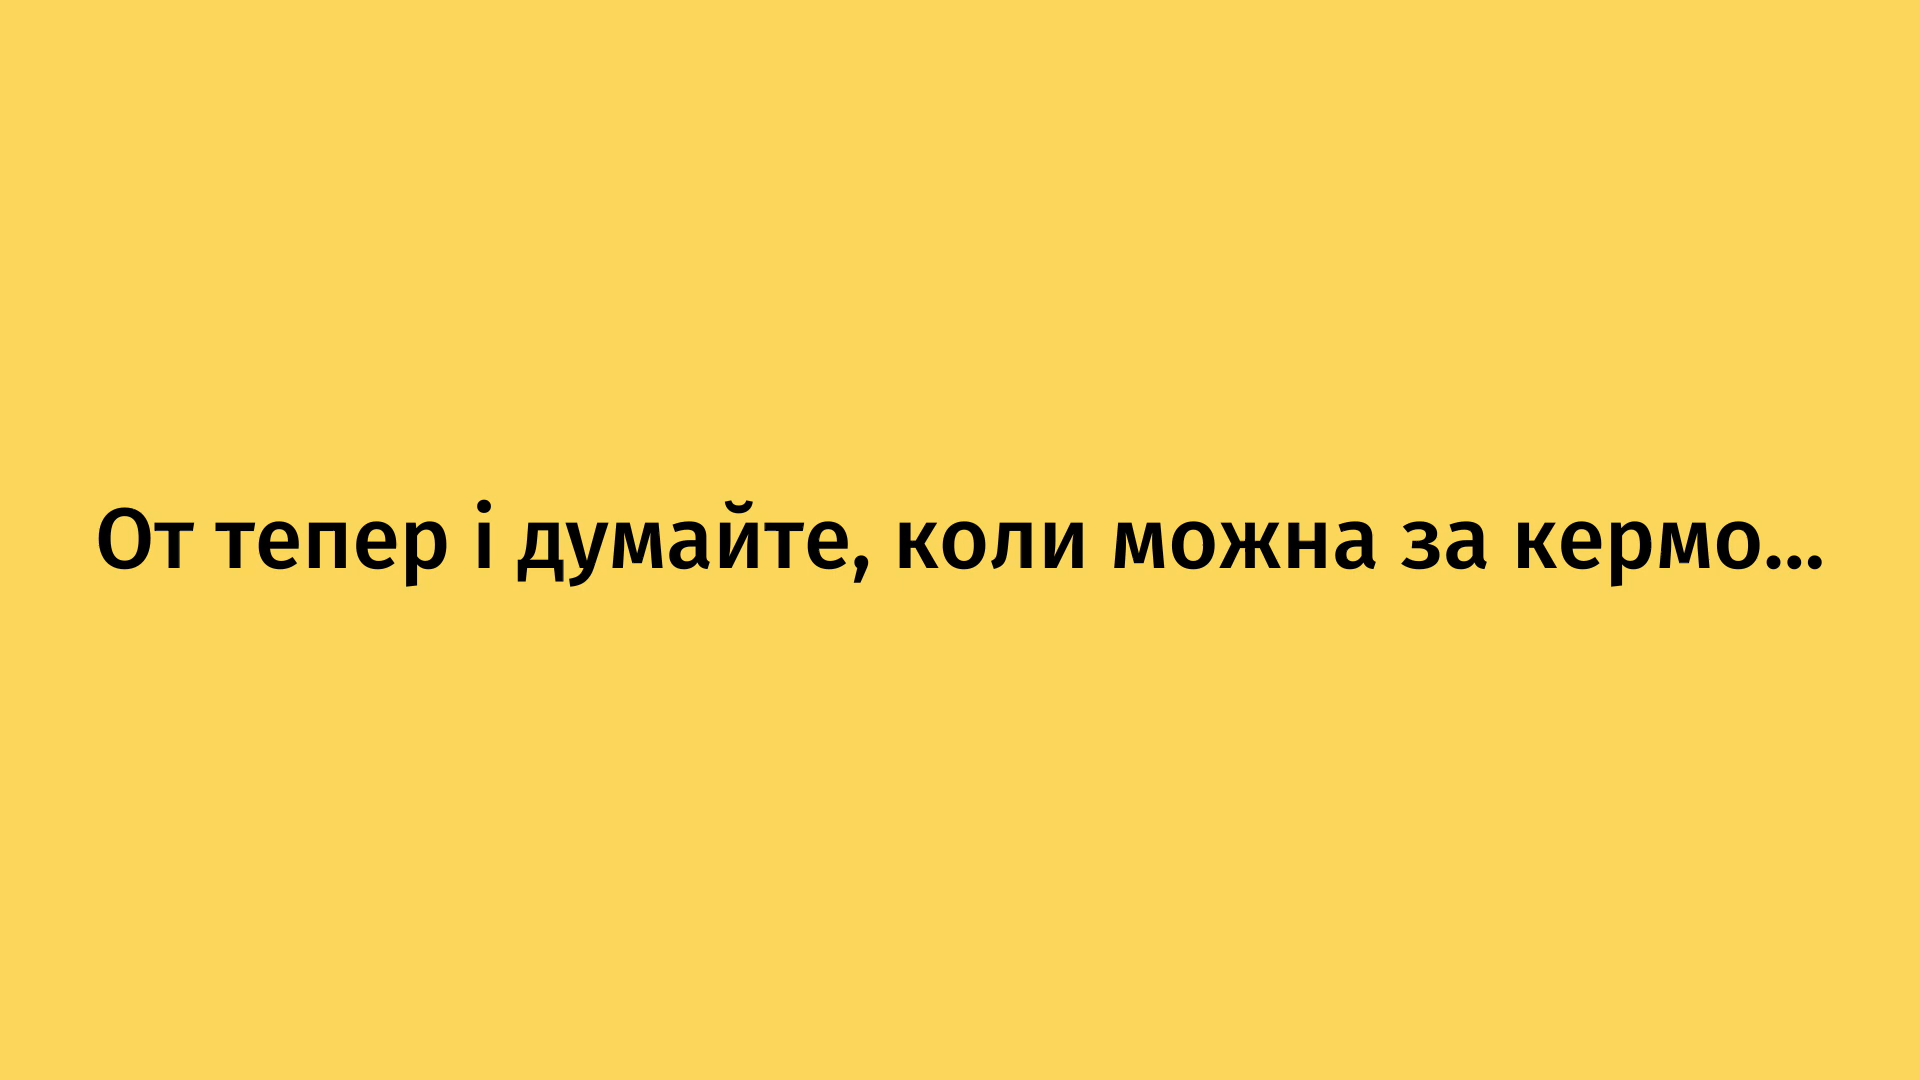 От тепер і думайте, коли можна за кермо...